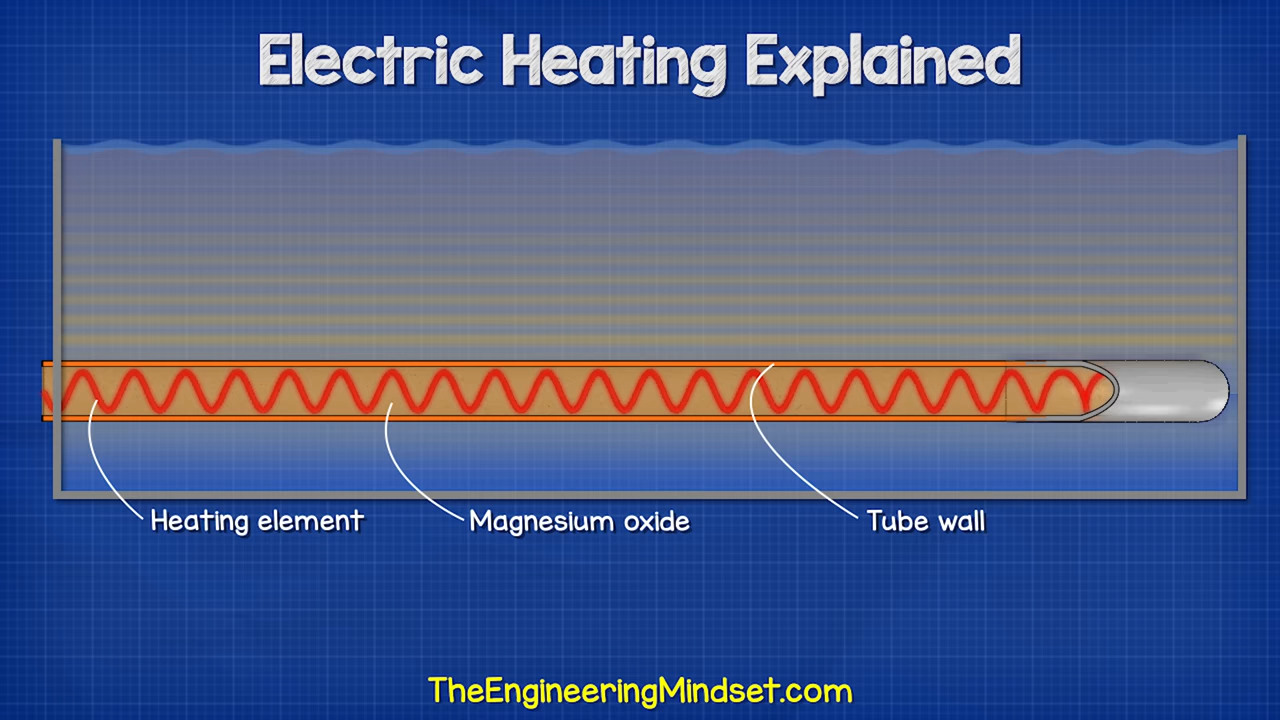 Electric Heating Explained
Heating element
Magnesium oxide
Tube wall
TheEngineeringMindset.com